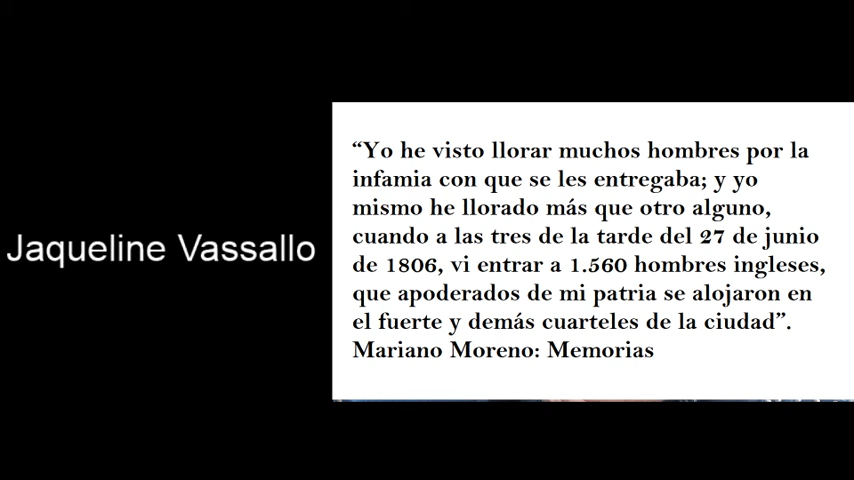 Jaqueline Vassallo
“Yo he visto llorar muchos hombres por la
infamia con que se les entregaba; y yo
mismo he llorado más que otro alguno,
cuando a las tres de la tarde del 27 de junio
de 1806, vi entrar a 1.560 hombres ingleses,
que apoderados de mi patria se alojaron en
el fuerte y demás cuarteles de la ciudad”.
Mariano Moreno: Memorias